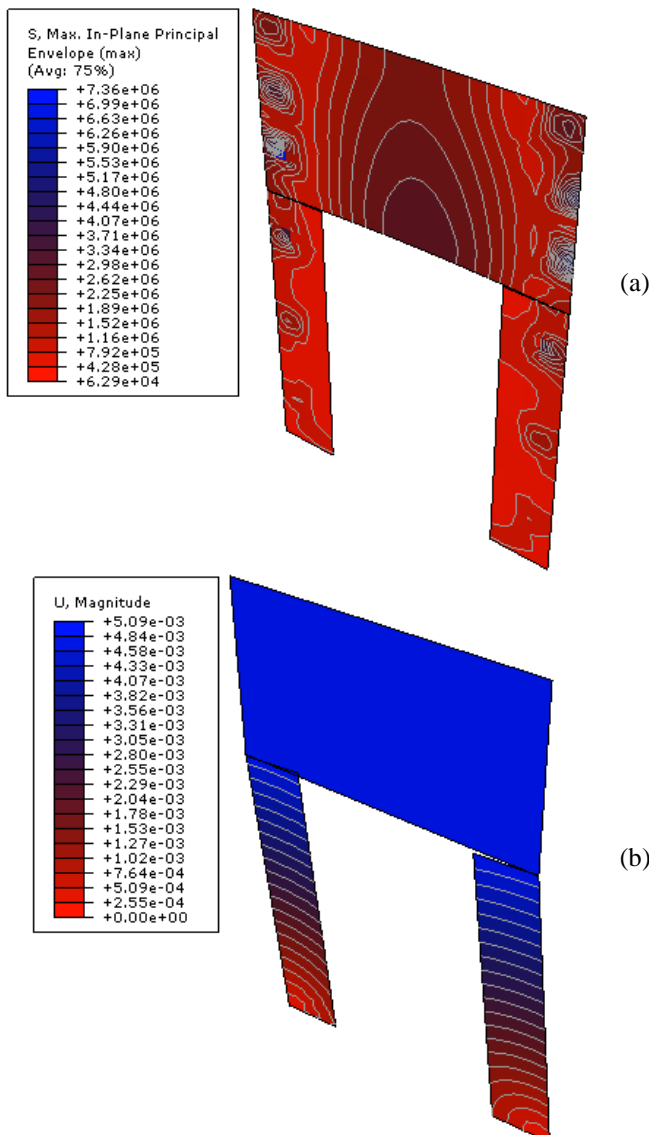 S, Max. In-Plane Principal
Envelope (max)
(Avg: 75%)
+7.36e+06
+6.99e+06
+6.63e+06
+6.26e+06
+5.90e+06
+5.53e+06
+5.17e+06
+4.80e+06
+4.44e+06
+4.07e+06
+3.71e+06
+3.34e+06
+2.98e+06
+2.62e+06
+2.25e+06
+1.89e+06
+1.52e+06
+1.16e+06
+7.92e+05
+4.28e+05
+6.29e+04
(a)
U, Magnitude
+5.09e-03
+4.84e-03
+4.58e-03
+4.33e-03
+4.07e-03
+3.82e-03
+3.56e-03
+3.31e-03
+3.05e-03
+2.80e-03
+2.55e-03
+2.29e-03
+2.04e-03
+1.78e-03
+1.53e-03
+1.27e-03
+1.02e-03
+7.64e-04
+5.09e-04
+2.55e-04
+0.00e+00
(b)